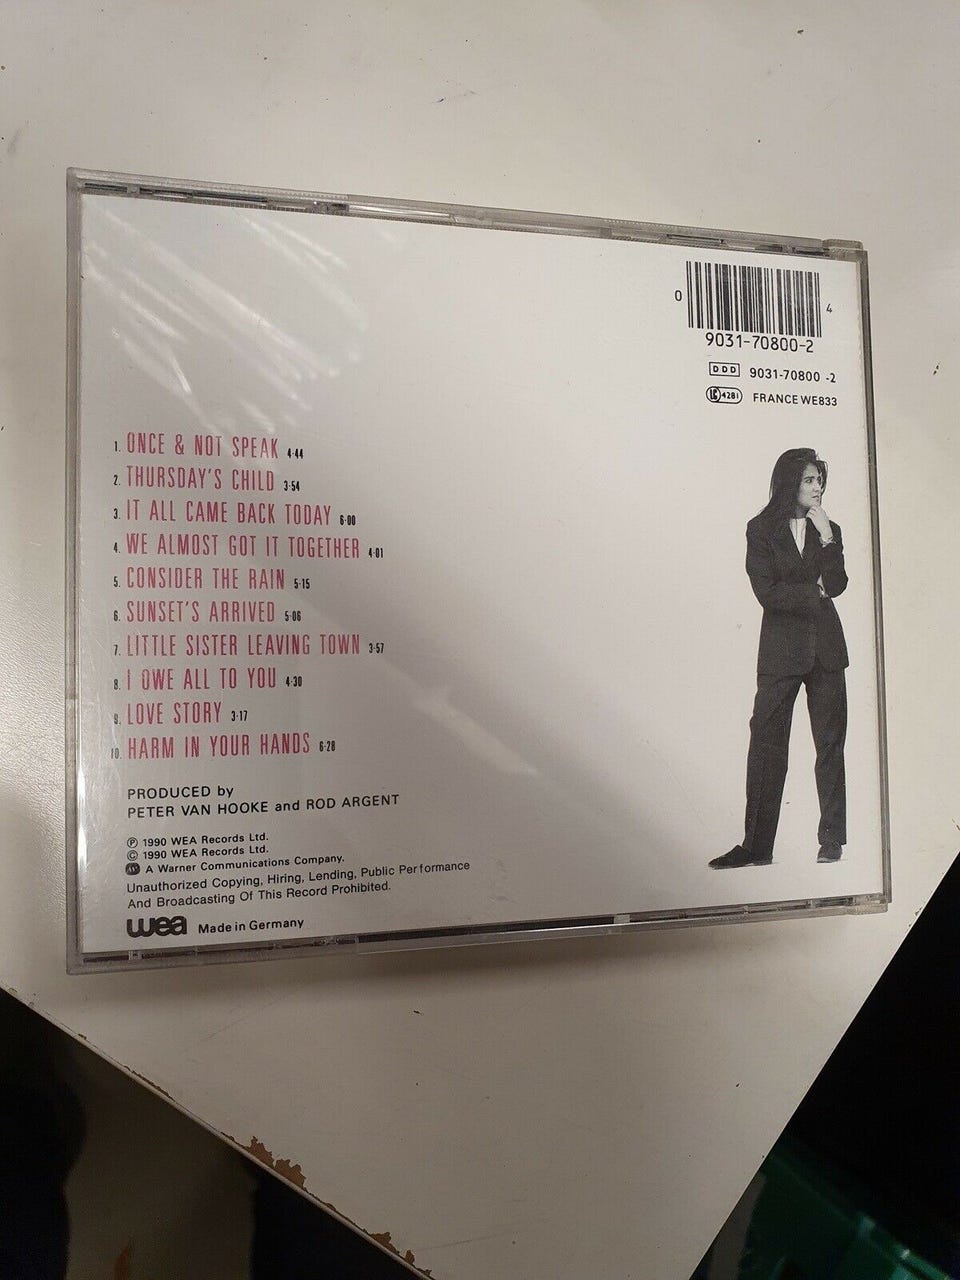 0
4
9031-70800-2
DDD 9031-70800 -2
LC 4281 FRANCE WE833
1. ONCE & NOT SPEAK 4·44
2. THURSDAY'S CHILD 3·54
3. IT ALL CAME BACK TODAY 6·00
4. WE ALMOST GOT IT TOGETHER 4·01
5. CONSIDER THE RAIN 5·15
6. SUNSET'S ARRIVED 5·06
7. LITTLE SISTER LEAVING TOWN 3·57
8. I OWE ALL TO YOU 4·30
9. LOVE STORY 3·17
10. HARM IN YOUR HANDS 6·28
PRODUCED by
PETER VAN HOOKE and ROD ARGENT
℗ 1990 WEA Records Ltd.
© 1990 WEA Records Ltd.
A Warner Communications Company.
Unauthorized Copying, Hiring, Lending, Public Performance
And Broadcasting Of This Record Prohibited.
wea Made in Germany